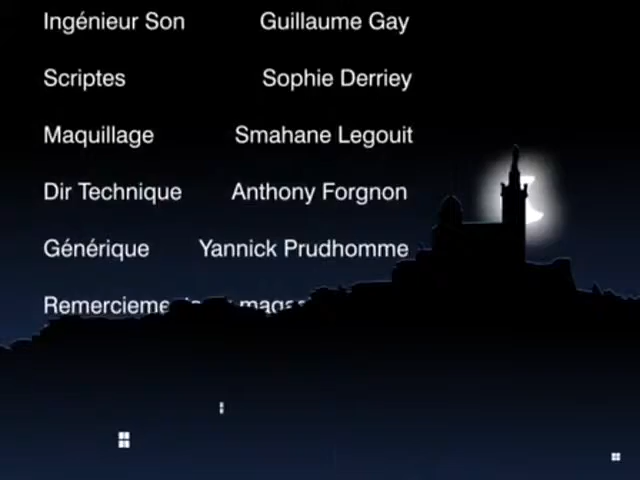 Ingénieur Son Guillaume Gay
Scriptes Sophie Derriey
Maquillage Smahane Legouit
Dir Technique Anthony Forgnon
Générique Yannick Prudhomme